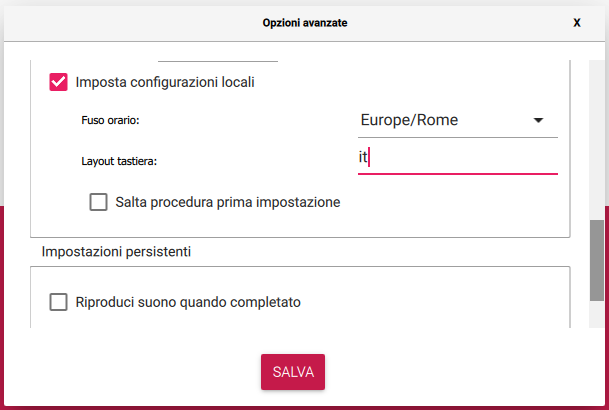 Opzioni avanzate
X
Imposta configurazioni locali
Fuso orario: Europe/Rome
Layout tastiera: it
Salta procedura prima impostazione
Impostazioni persistenti
Riproduci suono quando completato
SALVA